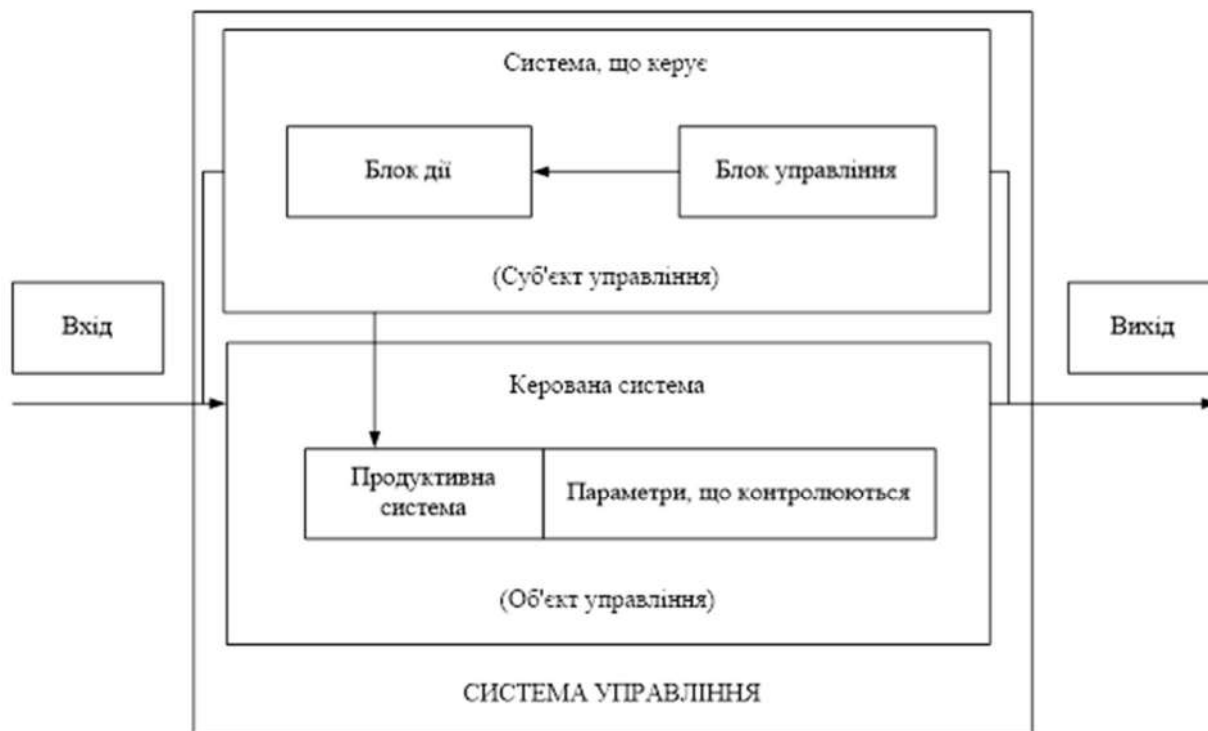 Система, що керує
Блок дії
Блок управління
(Суб'єкт управління)
Вхід
Вихід
Керована система
Продуктивна
система
Параметри, що контролюються
(Об'єкт управління)
СИСТЕМА УПРАВЛІННЯ